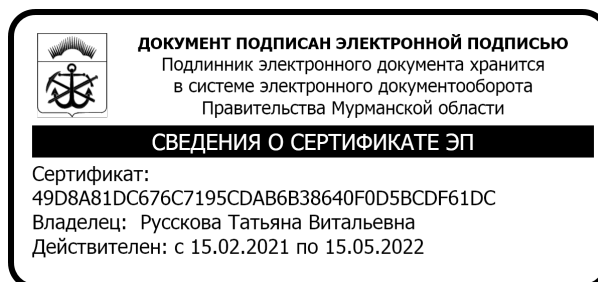 ДОКУМЕНТ ПОДПИСАН ЭЛЕКТРОННОЙ ПОДПИСЬЮ
Подлинник электронного документа хранится
в системе электронного документооборота
Правительства Мурманской области
СВЕДЕНИЯ О СЕРТИФИКАТЕ ЭП
Сертификат:
49D8A81DC676C7195CDAB6B38640F0D5BCDF61DC
Владелец: Русскова Татьяна Витальевна
Действителен: с 15.02.2021 по 15.05.2022